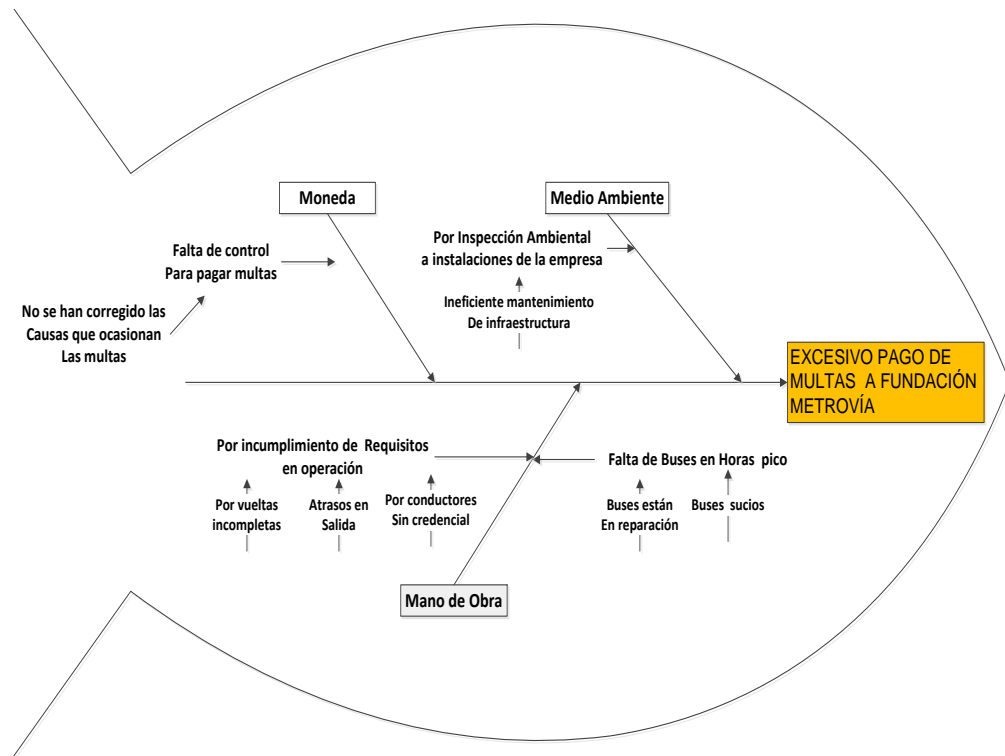 Moneda
Medio Ambiente
Falta de control
Para pagar multas
Por Inspección Ambiental
a instalaciones de la empresa
No se han corregido las
Causas que ocasionan
Las multas
Ineficiente mantenimiento
De infraestructura
EXCESIVO PAGO DE
MULTAS A FUNDACIÓN
METROVÍA
Por incumplimiento de Requisitos
en operación
Falta de Buses en Horas pico
Por vueltas
incompletas
Atrasos en
Salida
Por conductores
Sin credencial
Buses están
En reparación
Buses sucios
Mano de Obra